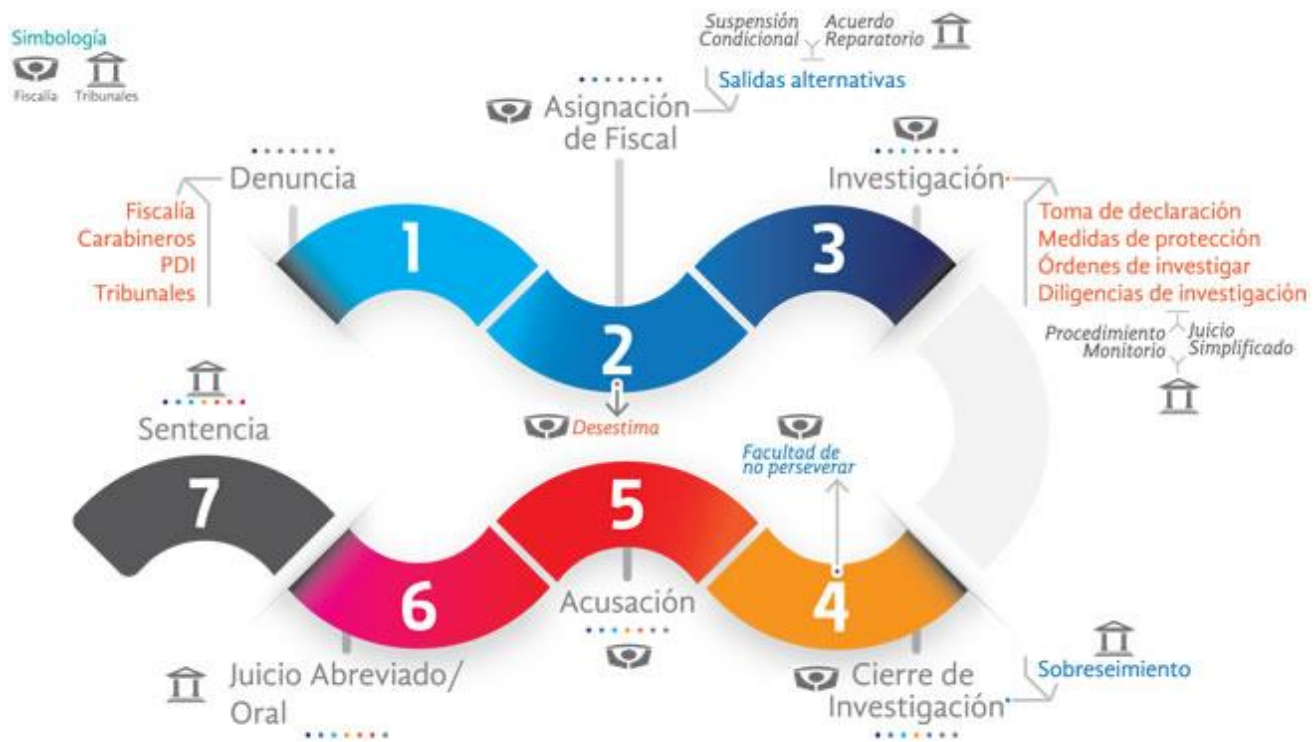 Simbología
Fiscalía
Tribunales
Suspensión
Condicional
Acuerdo
Reparatorio
Salidas alternativas
Asignación
de Fiscal
Denuncia
Fiscalía
Carabineros
PDI
Tribunales
Investigación
Toma de declaración
Medidas de protección
Órdenes de investigar
Diligencias de investigación
Procedimiento
Monitorio
Juicio
Simplificado
1
2
3
Desestima
Facultad de
no perseverar
Sentencia
7
6
5
4
Acusación
Juicio Abreviado/
Oral
Cierre de
Investigación
Sobreseimiento